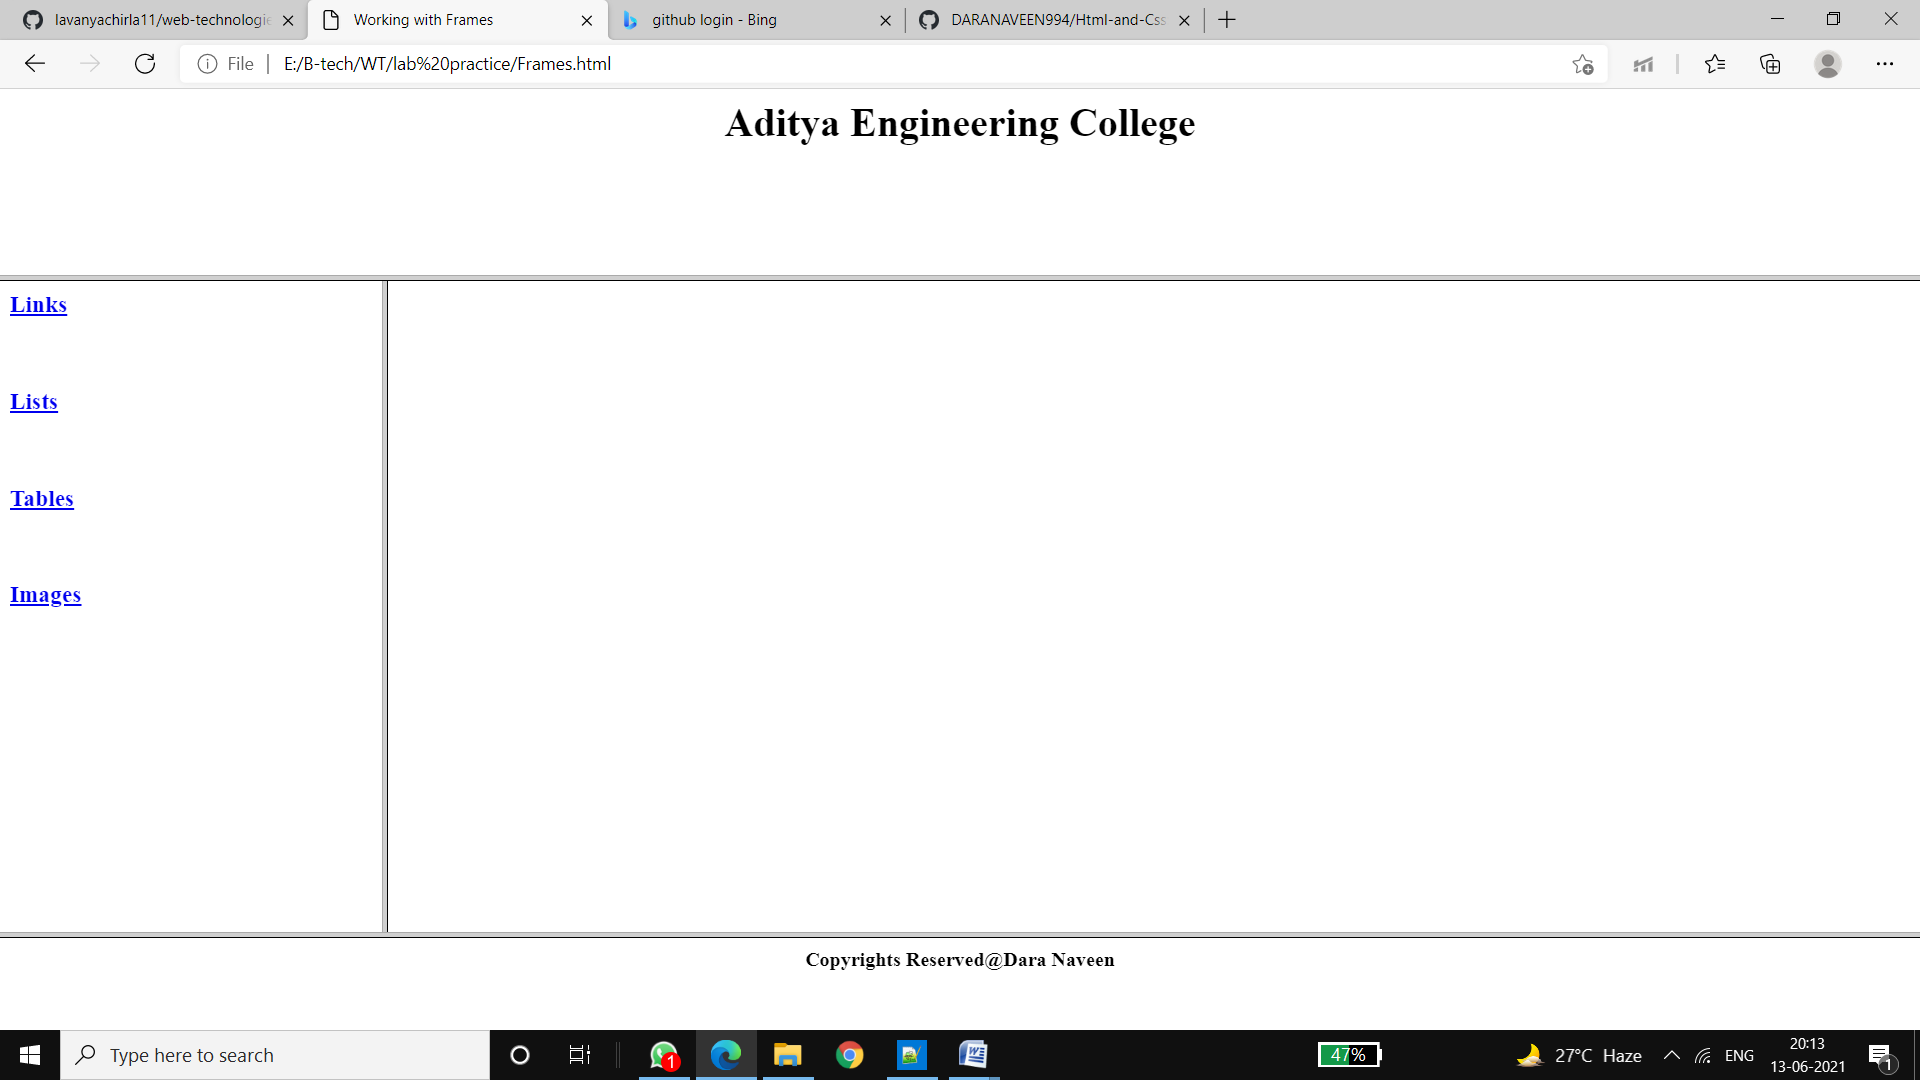 lavanyachirla11/web-technologie
Working with Frames
github login - Bing
DARANAVEEN994/Html-and-Css
File
E:/B-tech/WT/lab%20practice/Frames.html
Aditya Engineering College
Links
Lists
Tables
Images
Copyrights Reserved@Dara Naveen
Type here to search
1
47%
27°C Haze
ENG
20:13
13-06-2021
1